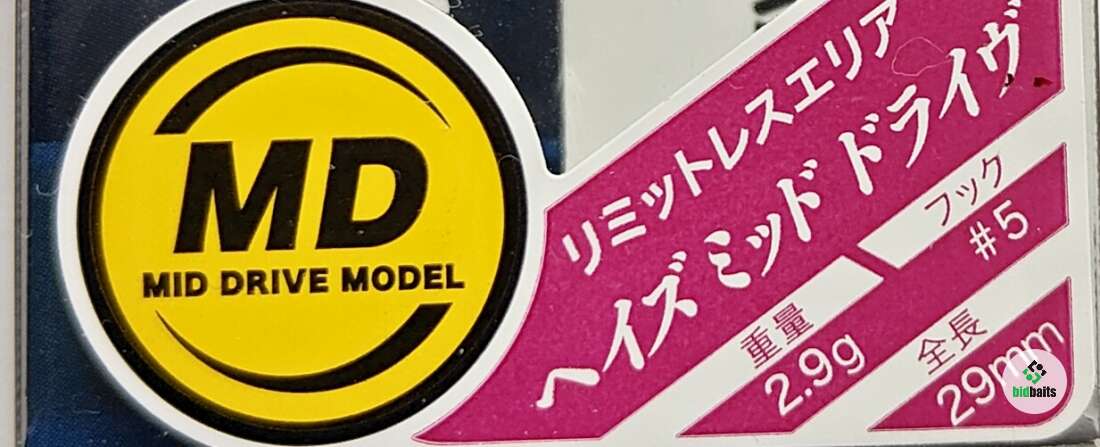 MD
MID DRIVE MODEL
リミットレスエリア
ヘイズ ミッド ドライヴ
重量
2.9g
フック
#5
全長
29mm
bidbaits